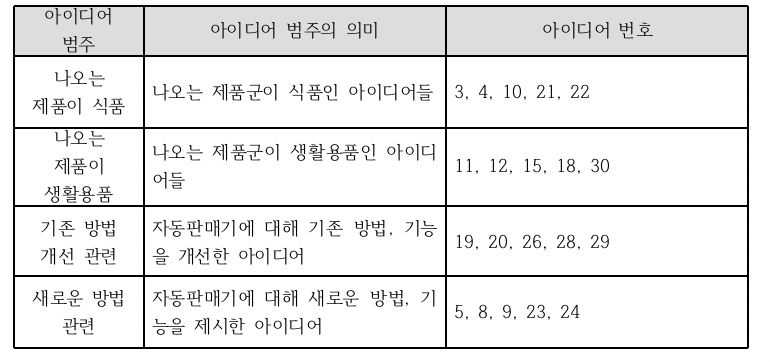 아이디어
범주
아이디어 범주의 의미
아이디어 번호
나오는
제품이 식품
나오는 제품군이 식품인 아이디어들
3, 4, 10, 21, 22
나오는
제품이
생활용품
나오는 제품군이 생활용품인 아이디
어들
11, 12, 15, 18, 30
기존 방법
개선 관련
자동판매기에 대해 기존 방법, 기능
을 개선한 아이디어
19, 20, 26, 28, 29
새로운 방법
관련
자동판매기에 대해 새로운 방법, 기
능을 제시한 아이디어
5, 8, 9, 23, 24